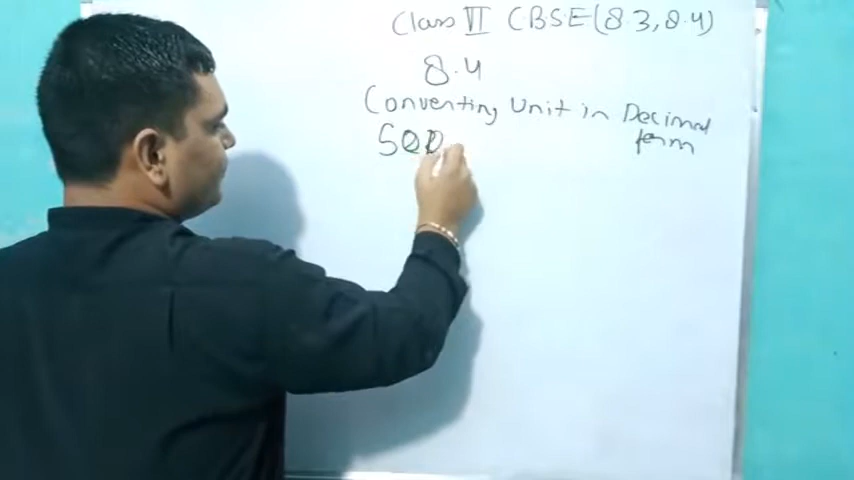 Class VI CBSE(8.3,8.4)
8.4
Conventing Unit in Decimal
form
500